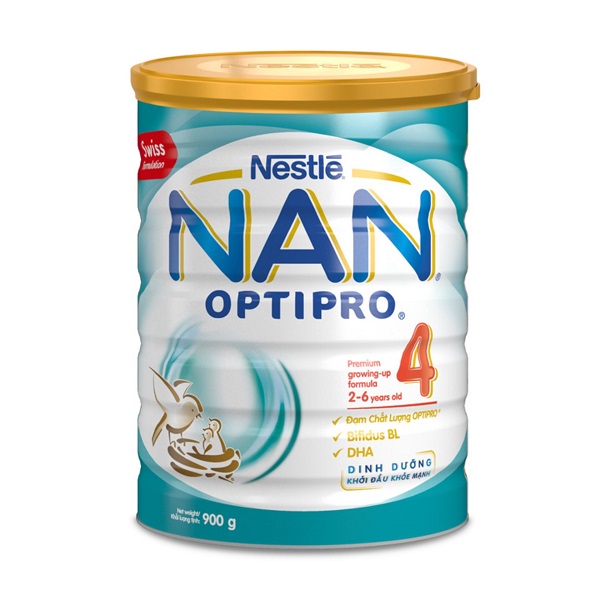 Swiss
formulation
Nestlé
NAN®
OPTIPRO®
Premium
growing-up
formula
2-6 years old
4
Đạm Chất Lượng OPTIPRO®
Bifidus BL
DHA
DINH DƯỠNG
KHỞI ĐẦU KHỎE MẠNH
Net weight/
Khối lượng tịnh: 900 g